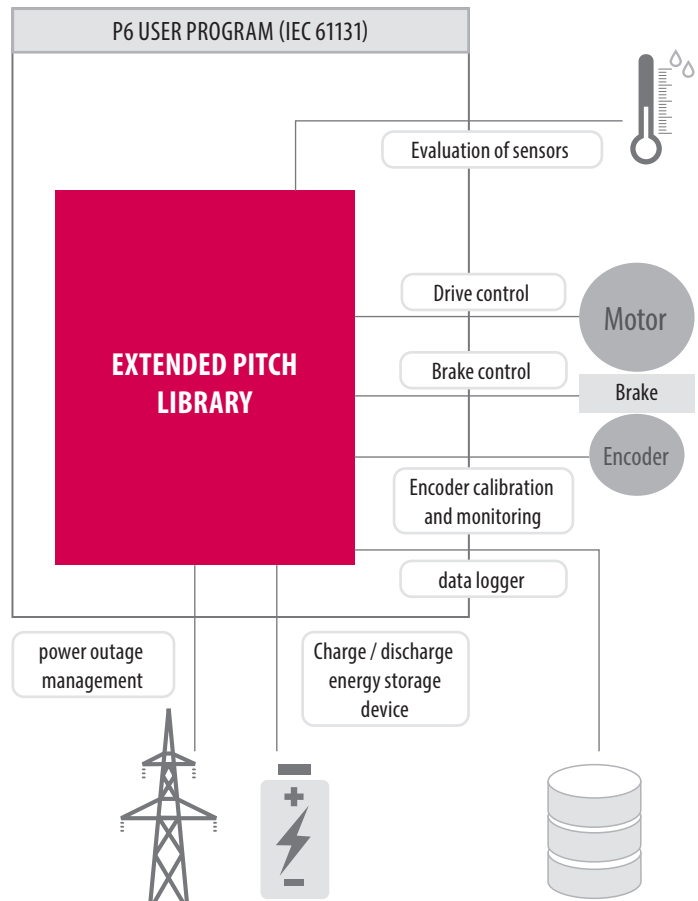 P6 USER PROGRAM (IEC 61131)
Evaluation of sensors
Drive control
Motor
EXTENDED PITCH
LIBRARY
Brake control
Brake
Encoder
Encoder calibration
and monitoring
data logger
power outage
management
Charge / discharge
energy storage
device